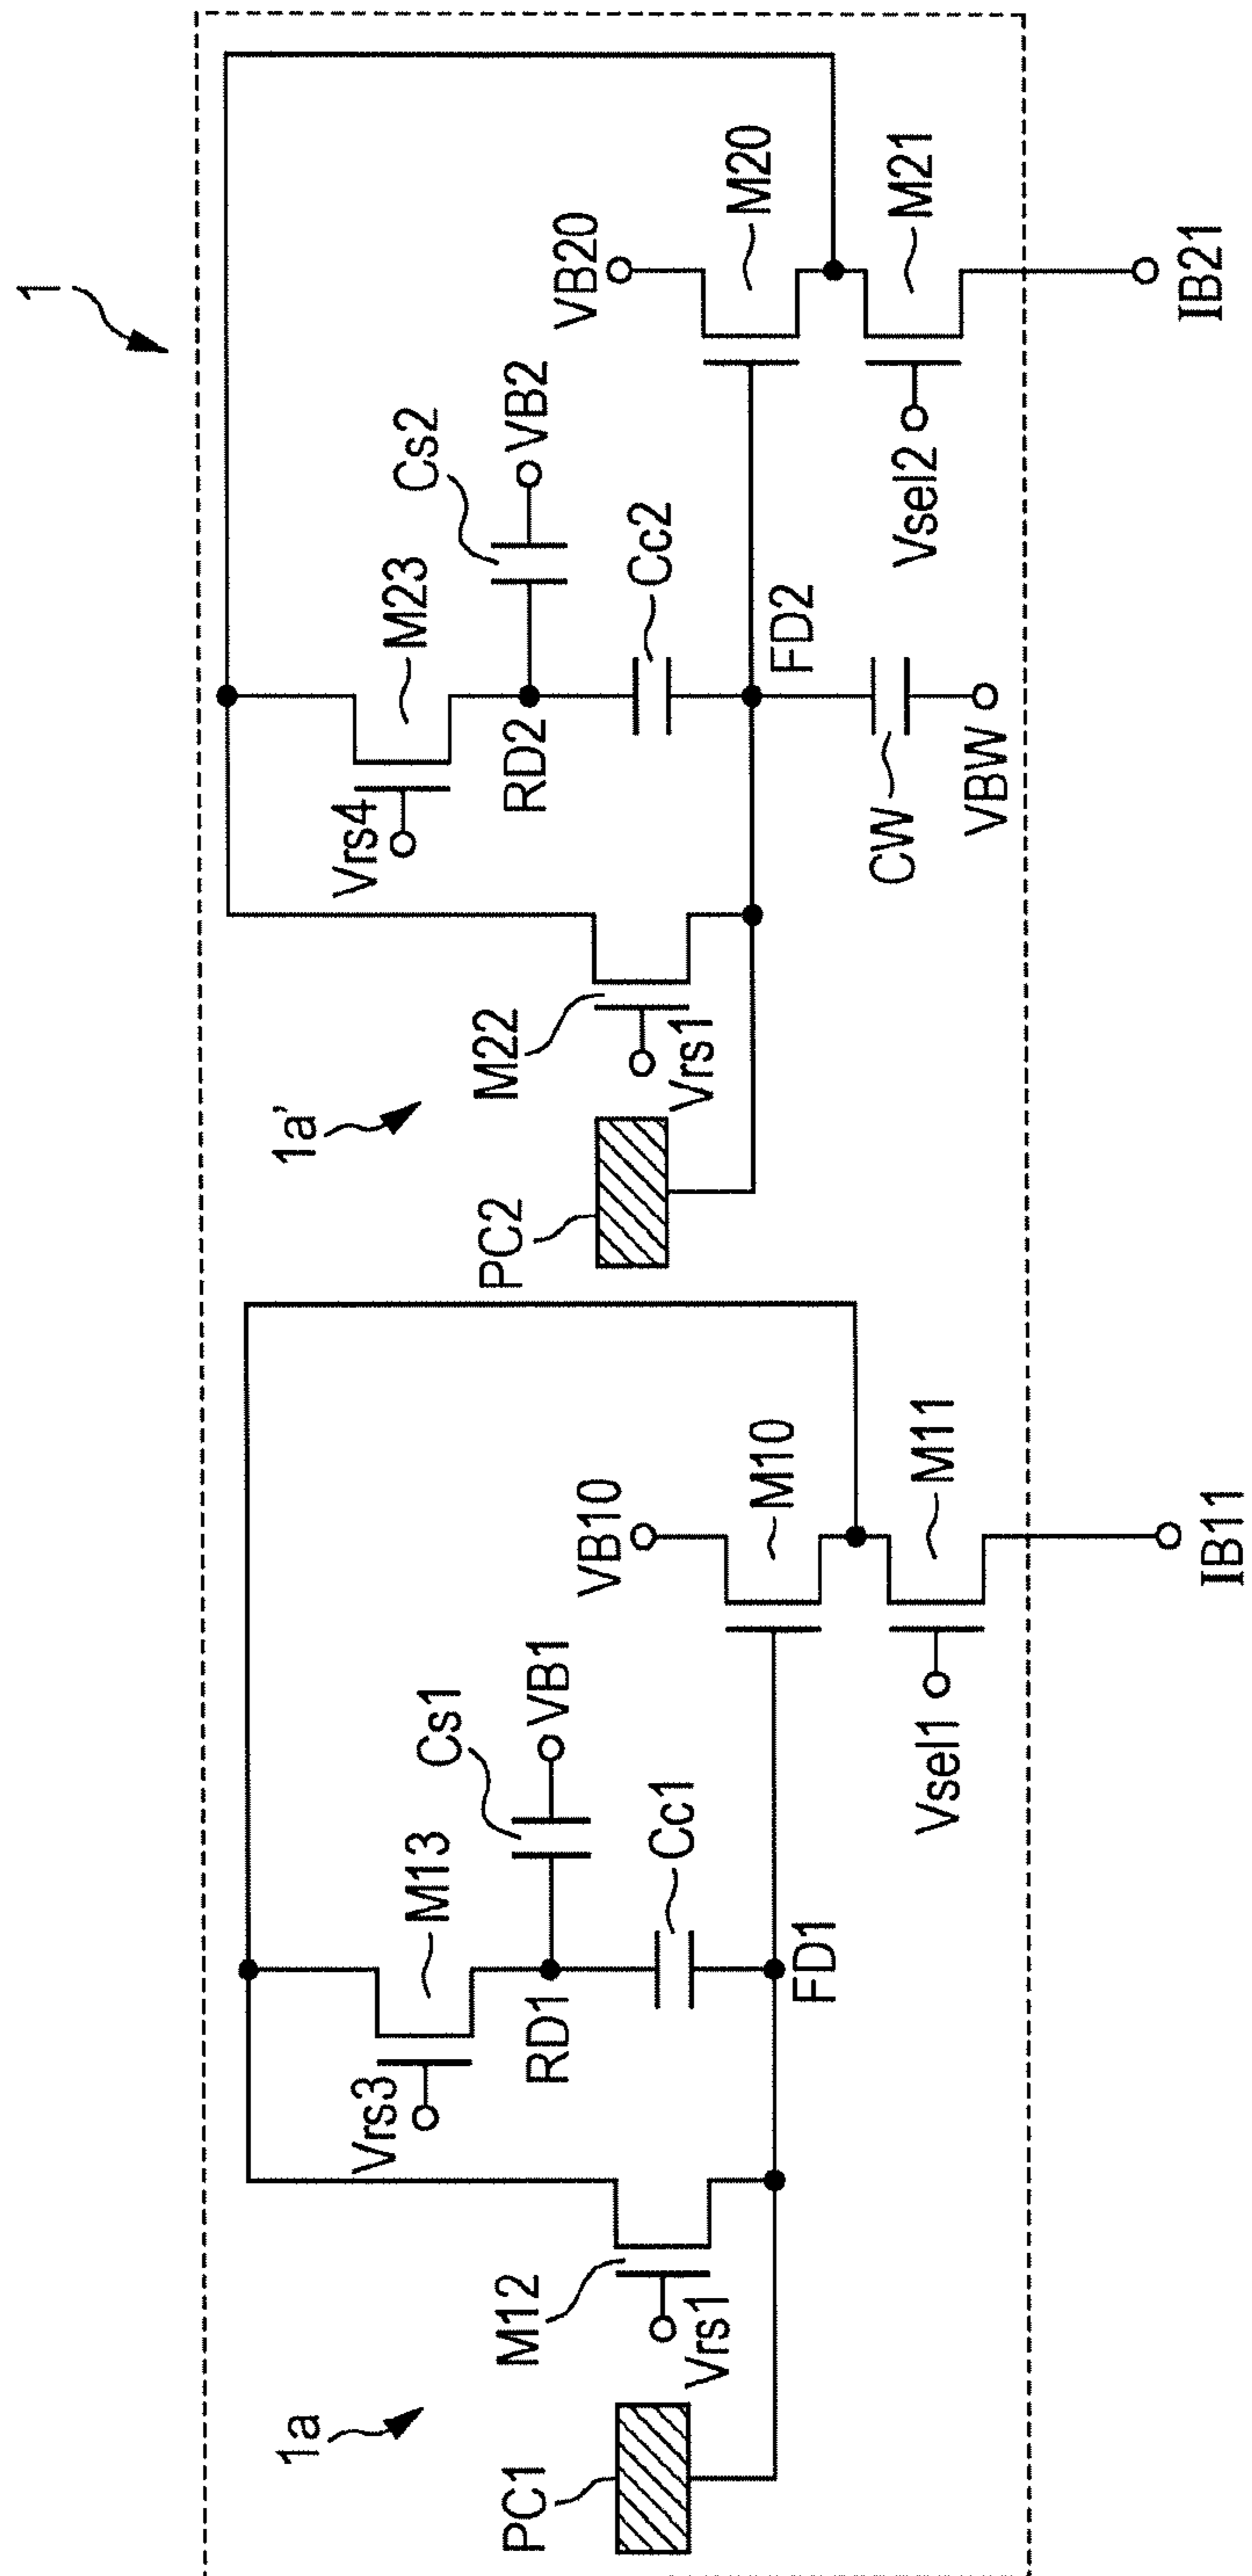 1
1a
PC1
M12
Vrs1
Vrs3
M13
RD1
Cs1
VB1
Cc1
FD1
VB10
M10
M11
Vsel1
IB11
1a'
PC2
M22
Vrs1
Vrs4
M23
RD2
Cs2
VB2
Cc2
FD2
CW
VBW
VB20
M20
M21
Vsel2
IB21